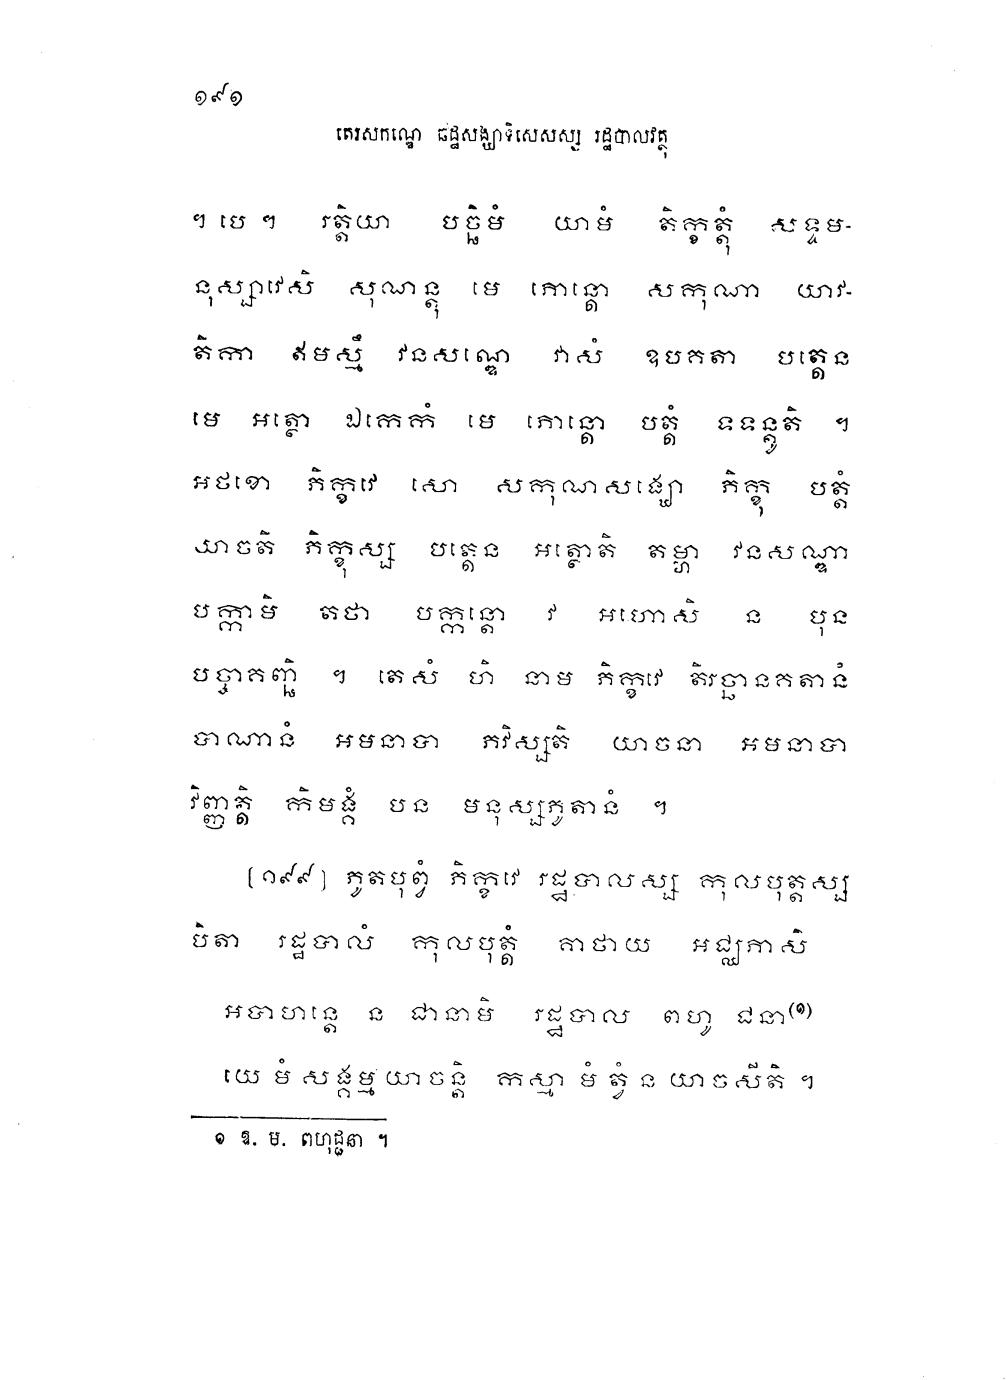 ១៩១
តេរសកណ្ឌេ ឆដ្ឋសង្ឃាទិសេសស្ស រដ្ឋបាលវត្ថុ
។ បេ ។ រត្តិយា បច្ឆិមំ យាមំ តិក្ខត្តុំ សទ្ទម-
នុស្សាវេសិ សុណន្តុ មេ ភោន្តោ សកុណា យាវ-
តិកា ឥមស្មឹ វនសណ្ឌេ វាសំ ឧបគតា បត្តេន
មេ អត្ថោ ឯកេកំ មេ ភោន្តោ បត្តំ ទទន្តូតិ ។
អថខោ ភិក្ខវេ សោ សកុណសង្ឃោ ភិក្ខុ បត្តំ
យាចតិ ភិក្ខុស្ស បត្តេន អត្ថោតិ តម្ហា វនសណ្ឌា
បក្កាមិ តថា បក្កន្តោ វ អហោសិ ន បុន
បច្ចាគញ្ឆិ ។ តេសំ ហិ នាម ភិក្ខវេ តិរច្ឆានគតានំ
បាណានំ អមនាបា ភវិស្សតិ យាចនា អមនាបា
វិញ្ញត្តិ កិមង្គំ បន មនុស្សភូតានំ ។
(១៩៩) ភូតបុព្វំ ភិក្ខវេ រដ្ឋបាលស្ស កុលបុត្តស្ស
បិតា រដ្ឋបាលំ កុលបុត្តំ គាថាយ អជ្ឈភាសិ
អបាហន្តេ ន ជានាមិ រដ្ឋបាល ពហូ ជនា(១)
យេ មំ សង្គម្ម យាចន្តិ កស្មា មំ ត្វំ ន យាចសីតិ ។
១ ឱ. ម. ពហុជ្ជនា ។